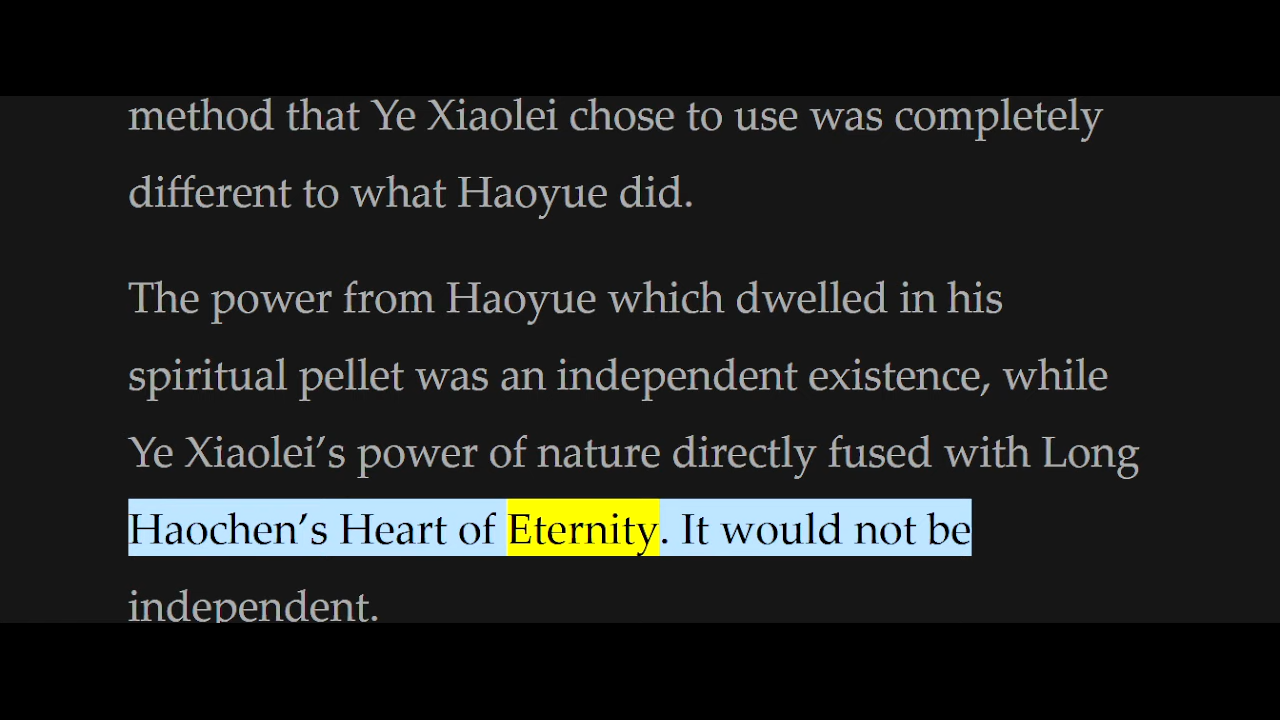 method that Ye Xiaolei chose to use was completely
different to what Haoyue did.
The power from Haoyue which dwelled in his
spiritual pellet was an independent existence, while
Ye Xiaolei’s power of nature directly fused with Long
Haochen’s Heart of Eternity. It would not be
independent.